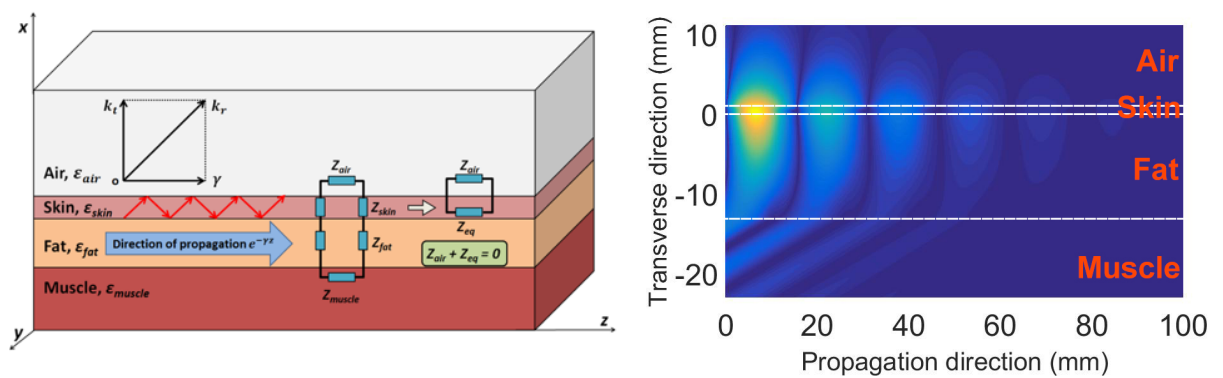 x
k_t
k_r
o
γ
Air, ε_air
Skin, ε_skin
Fat, ε_fat
Direction of propagation e^{-γz}
Muscle, ε_muscle
Z_air
Z_skin
Z_fat
Z_muscle
Z_air
Z_eq
Z_air + Z_eq = 0
y
z
Transverse direction (mm)
10
0
-10
-20
Air
Skin
Fat
Muscle
0
20
40
60
80
100
Propagation direction (mm)